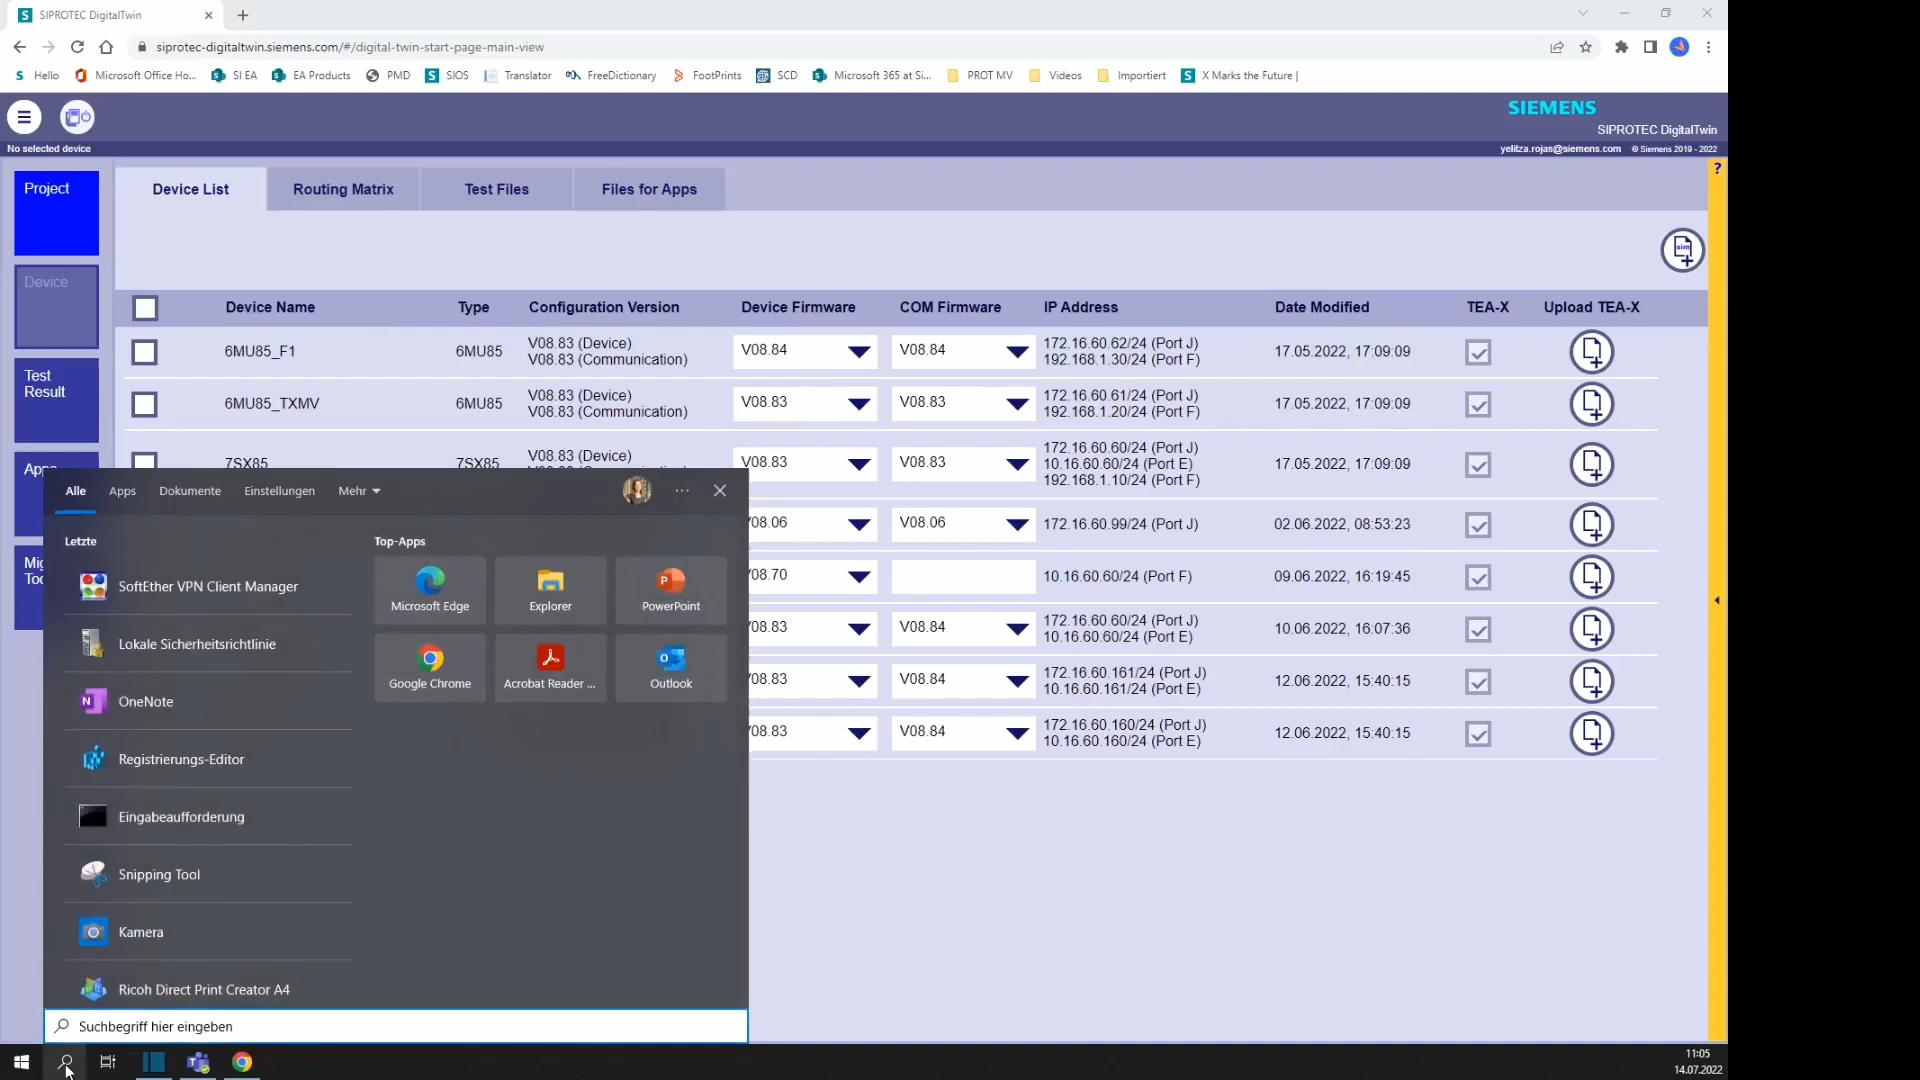 SIPROTEC DigitalTwin
siprotec-digitaltwin.siemens.com/#/digital-twin-start-page-main-view
Hello Microsoft Office Ho... SI EA EA Products PMD SIOS Translator FreeDictionary FootPrints SCD Microsoft 365 at Si... PROT MV Videos Importiert X Marks the Future |
SIEMENS
SIPROTEC DigitalTwin
No selected device
yelitza.rojas@siemens.com © Siemens 2019 - 2022
?
Project
Device
Test
Result
Apps
Device List Routing Matrix Test Files Files for Apps
Device Name Type Configuration Version Device Firmware COM Firmware IP Address Date Modified TEA-X Upload TEA-X
6MU85_F1 6MU85 V08.83 (Device)
V08.83 (Communication)
V08.84 V08.84 172.16.60.62/24 (Port J)
192.168.1.30/24 (Port F)
17.05.2022, 17:09:09
6MU85_TXMV 6MU85 V08.83 (Device)
V08.83 (Communication)
V08.83 V08.83 172.16.60.61/24 (Port J)
192.168.1.20/24 (Port F)
17.05.2022, 17:09:09
7SX85 7SX85 V08.83 (Device)
V08.83 V08.83 172.16.60.60/24 (Port J)
10.16.60.60/24 (Port E)
192.168.1.10/24 (Port F)
17.05.2022, 17:09:09
V08.06 V08.06 172.16.60.99/24 (Port J) 02.06.2022, 08:53:23
V08.70 10.16.60.60/24 (Port F) 09.06.2022, 16:19:45
V08.83 V08.84 172.16.60.60/24 (Port J)
10.16.60.60/24 (Port E)
10.06.2022, 16:07:36
V08.83 V08.84 172.16.60.161/24 (Port J)
10.16.60.161/24 (Port E)
12.06.2022, 15:40:15
V08.83 V08.84 172.16.60.160/24 (Port J)
10.16.60.160/24 (Port E)
12.06.2022, 15:40:15
Alle Apps Dokumente Einstellungen Mehr
Letzte
SoftEther VPN Client Manager
Lokale Sicherheitsrichtlinie
OneNote
Registrierungs-Editor
Eingabeaufforderung
Snipping Tool
Kamera
Ricoh Direct Print Creator A4
Top-Apps
Microsoft Edge Explorer PowerPoint
Google Chrome Acrobat Reader ... Outlook
Suchbegriff hier eingeben
11:05
14.07.2022